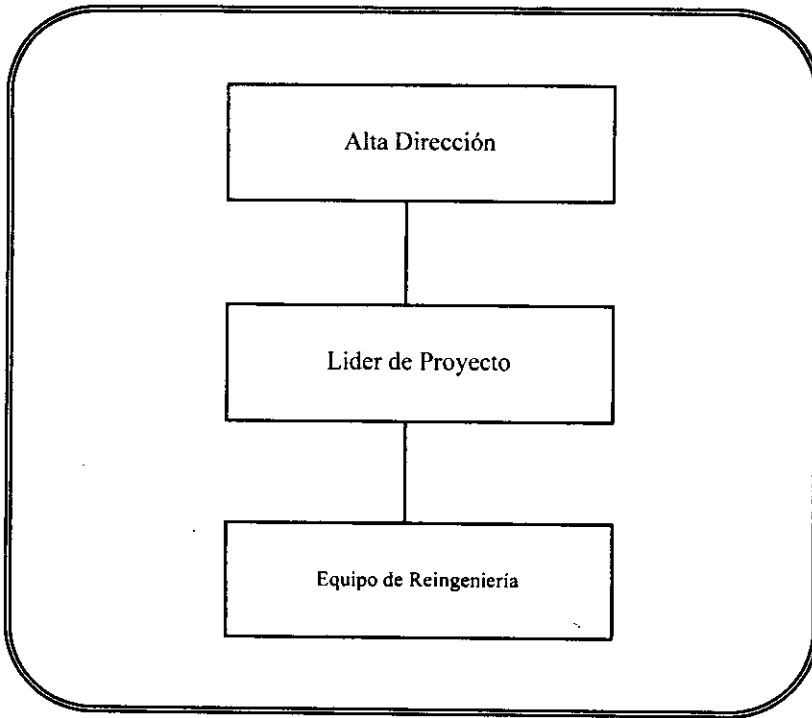 Alta Dirección
Lider de Proyecto
Equipo de Reingeniería